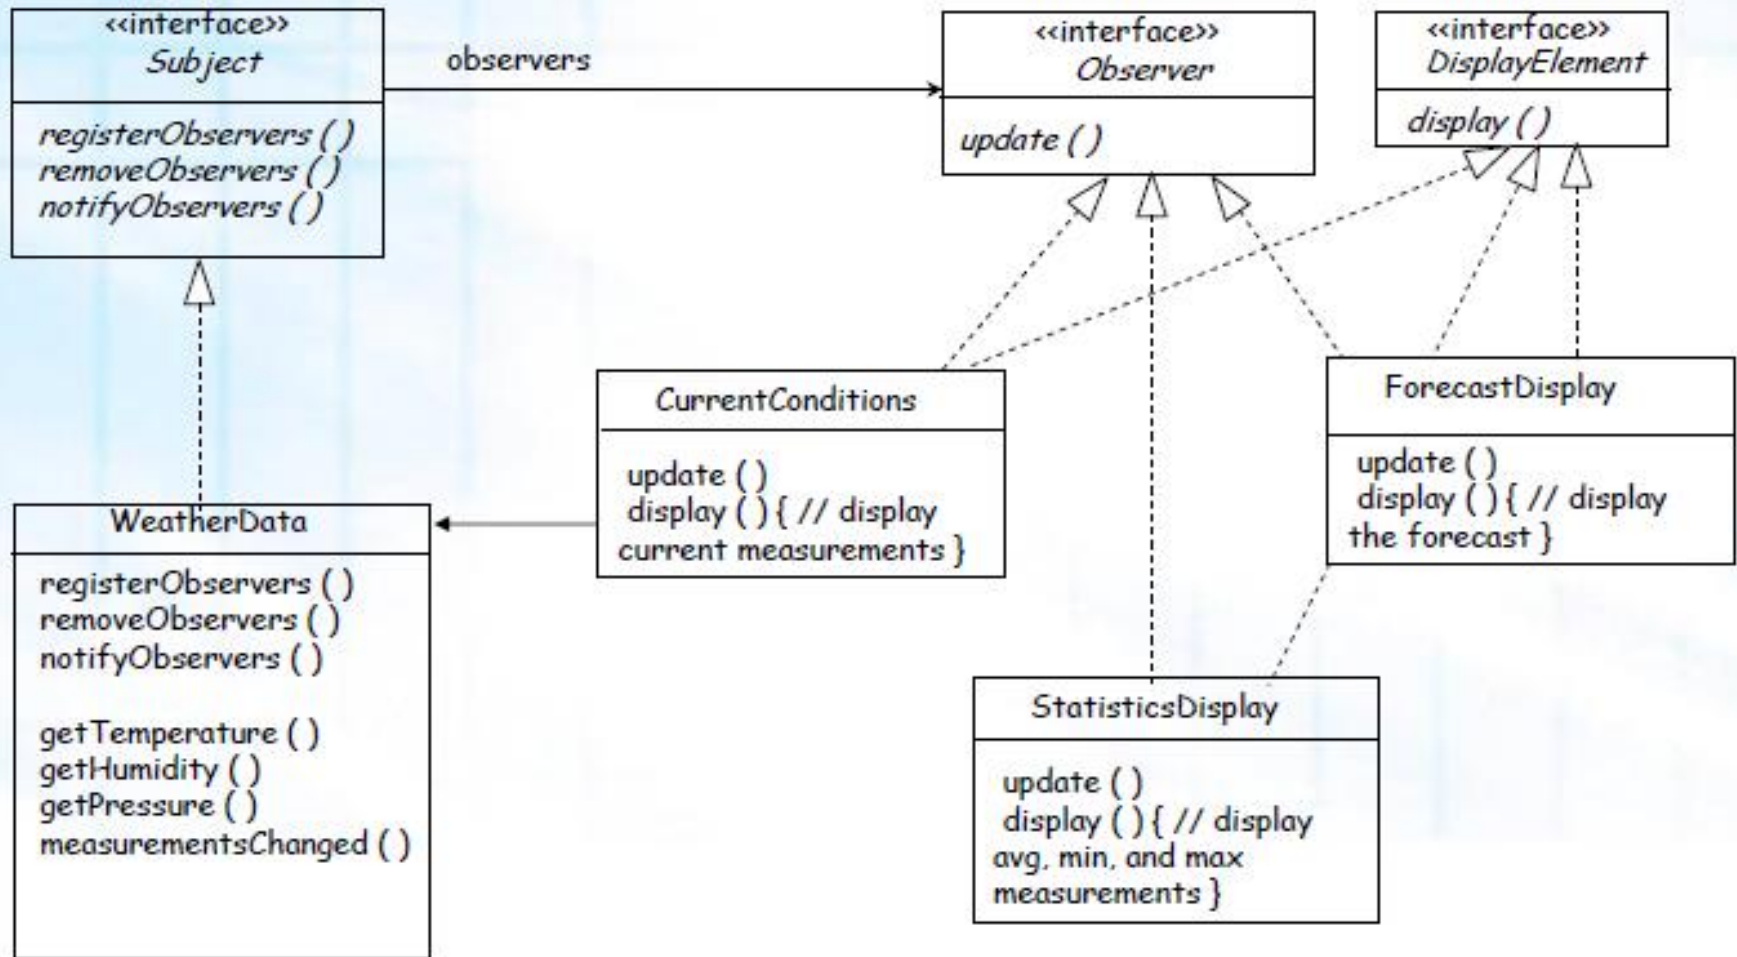 <<interface>>
Subject
registerObservers ( )
removeObservers ( )
notifyObservers ( )
observers
<<interface>>
Observer
update ( )
<<interface>>
DisplayElement
display ( )
CurrentConditions
update ( )
display ( ) { // display
current measurements }
ForecastDisplay
update ( )
display ( ) { // display
the forecast }
WeatherData
registerObservers ( )
removeObservers ( )
notifyObservers ( )
getTemperature ( )
getHumidity ( )
getPressure ( )
measurementsChanged ( )
StatisticsDisplay
update ( )
display ( ) { // display
avg, min, and max
measurements }